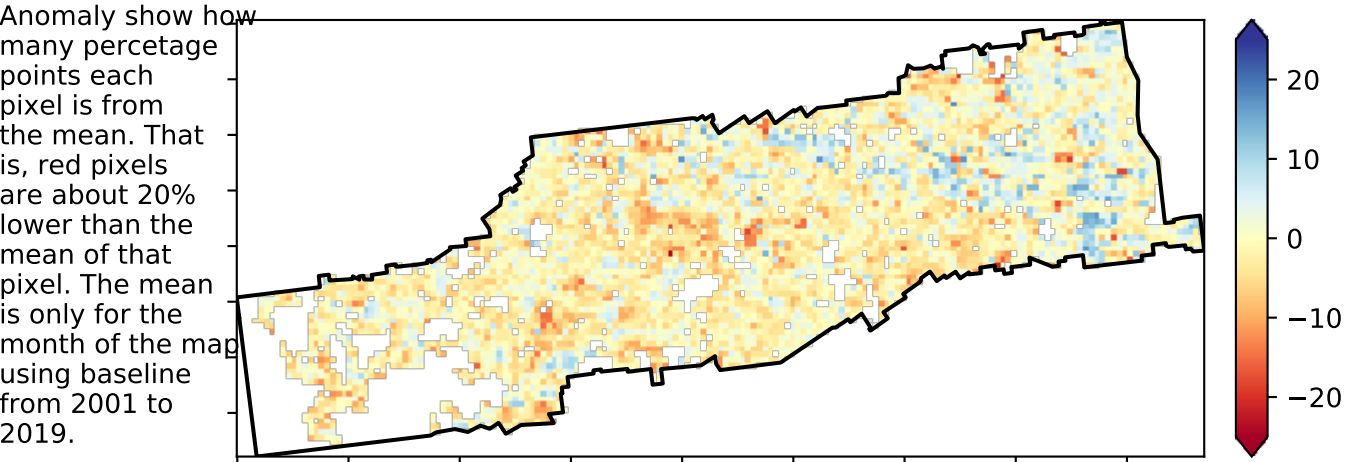 Anomaly show how
many percetage
points each
pixel is from
the mean. That
is, red pixels
are about 20%
lower than the
mean of that
pixel. The mean
is only for the
month of the map
using baseline
from 2001 to
2019.
20
10
0
−10
−20